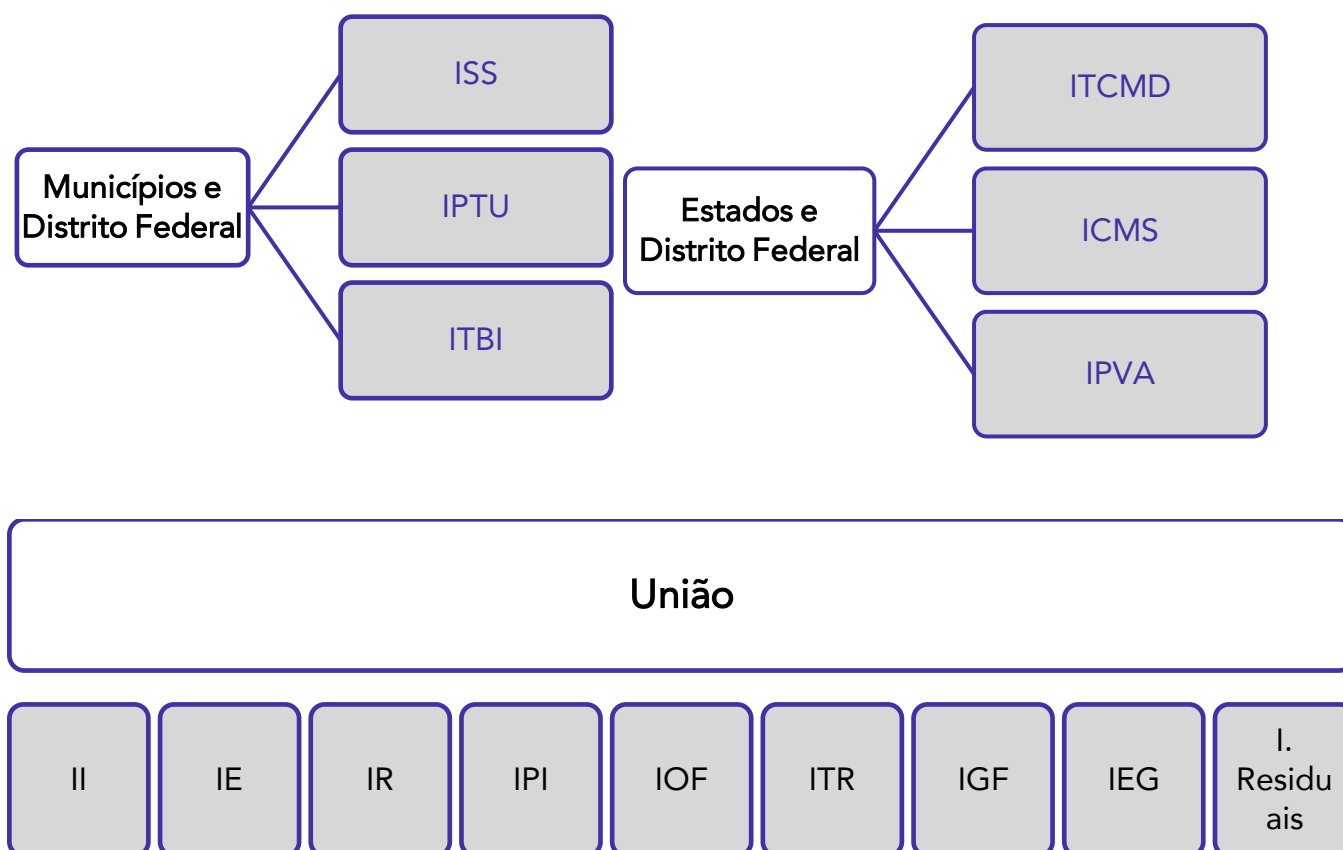 ISS
Municípios e
Distrito Federal
IPTU
ITBI
ITCMD
Estados e
Distrito Federal
ICMS
IPVA
União
II
IE
IR
IPI
IOF
ITR
IGF
IEG
I.
Residu
ais